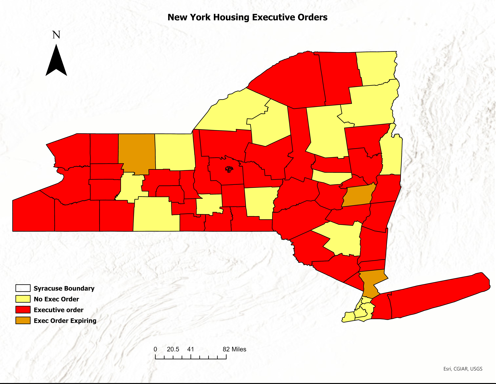 New York Housing Executive Orders
N
Syracuse Boundary
No Exec Order
Executive order
Exec Order Expiring
0 20.5 41 82 Miles
Esri, CGIAR, USGS